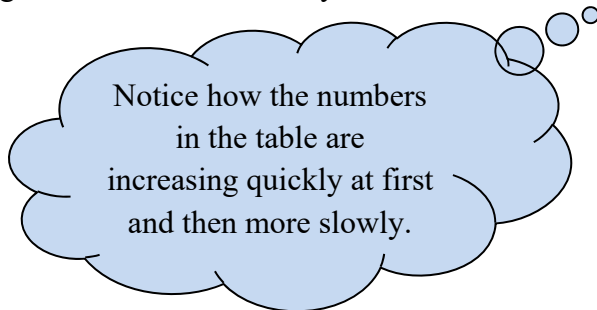 Notice how the numbers
in the table are
increasing quickly at first
and then more slowly.